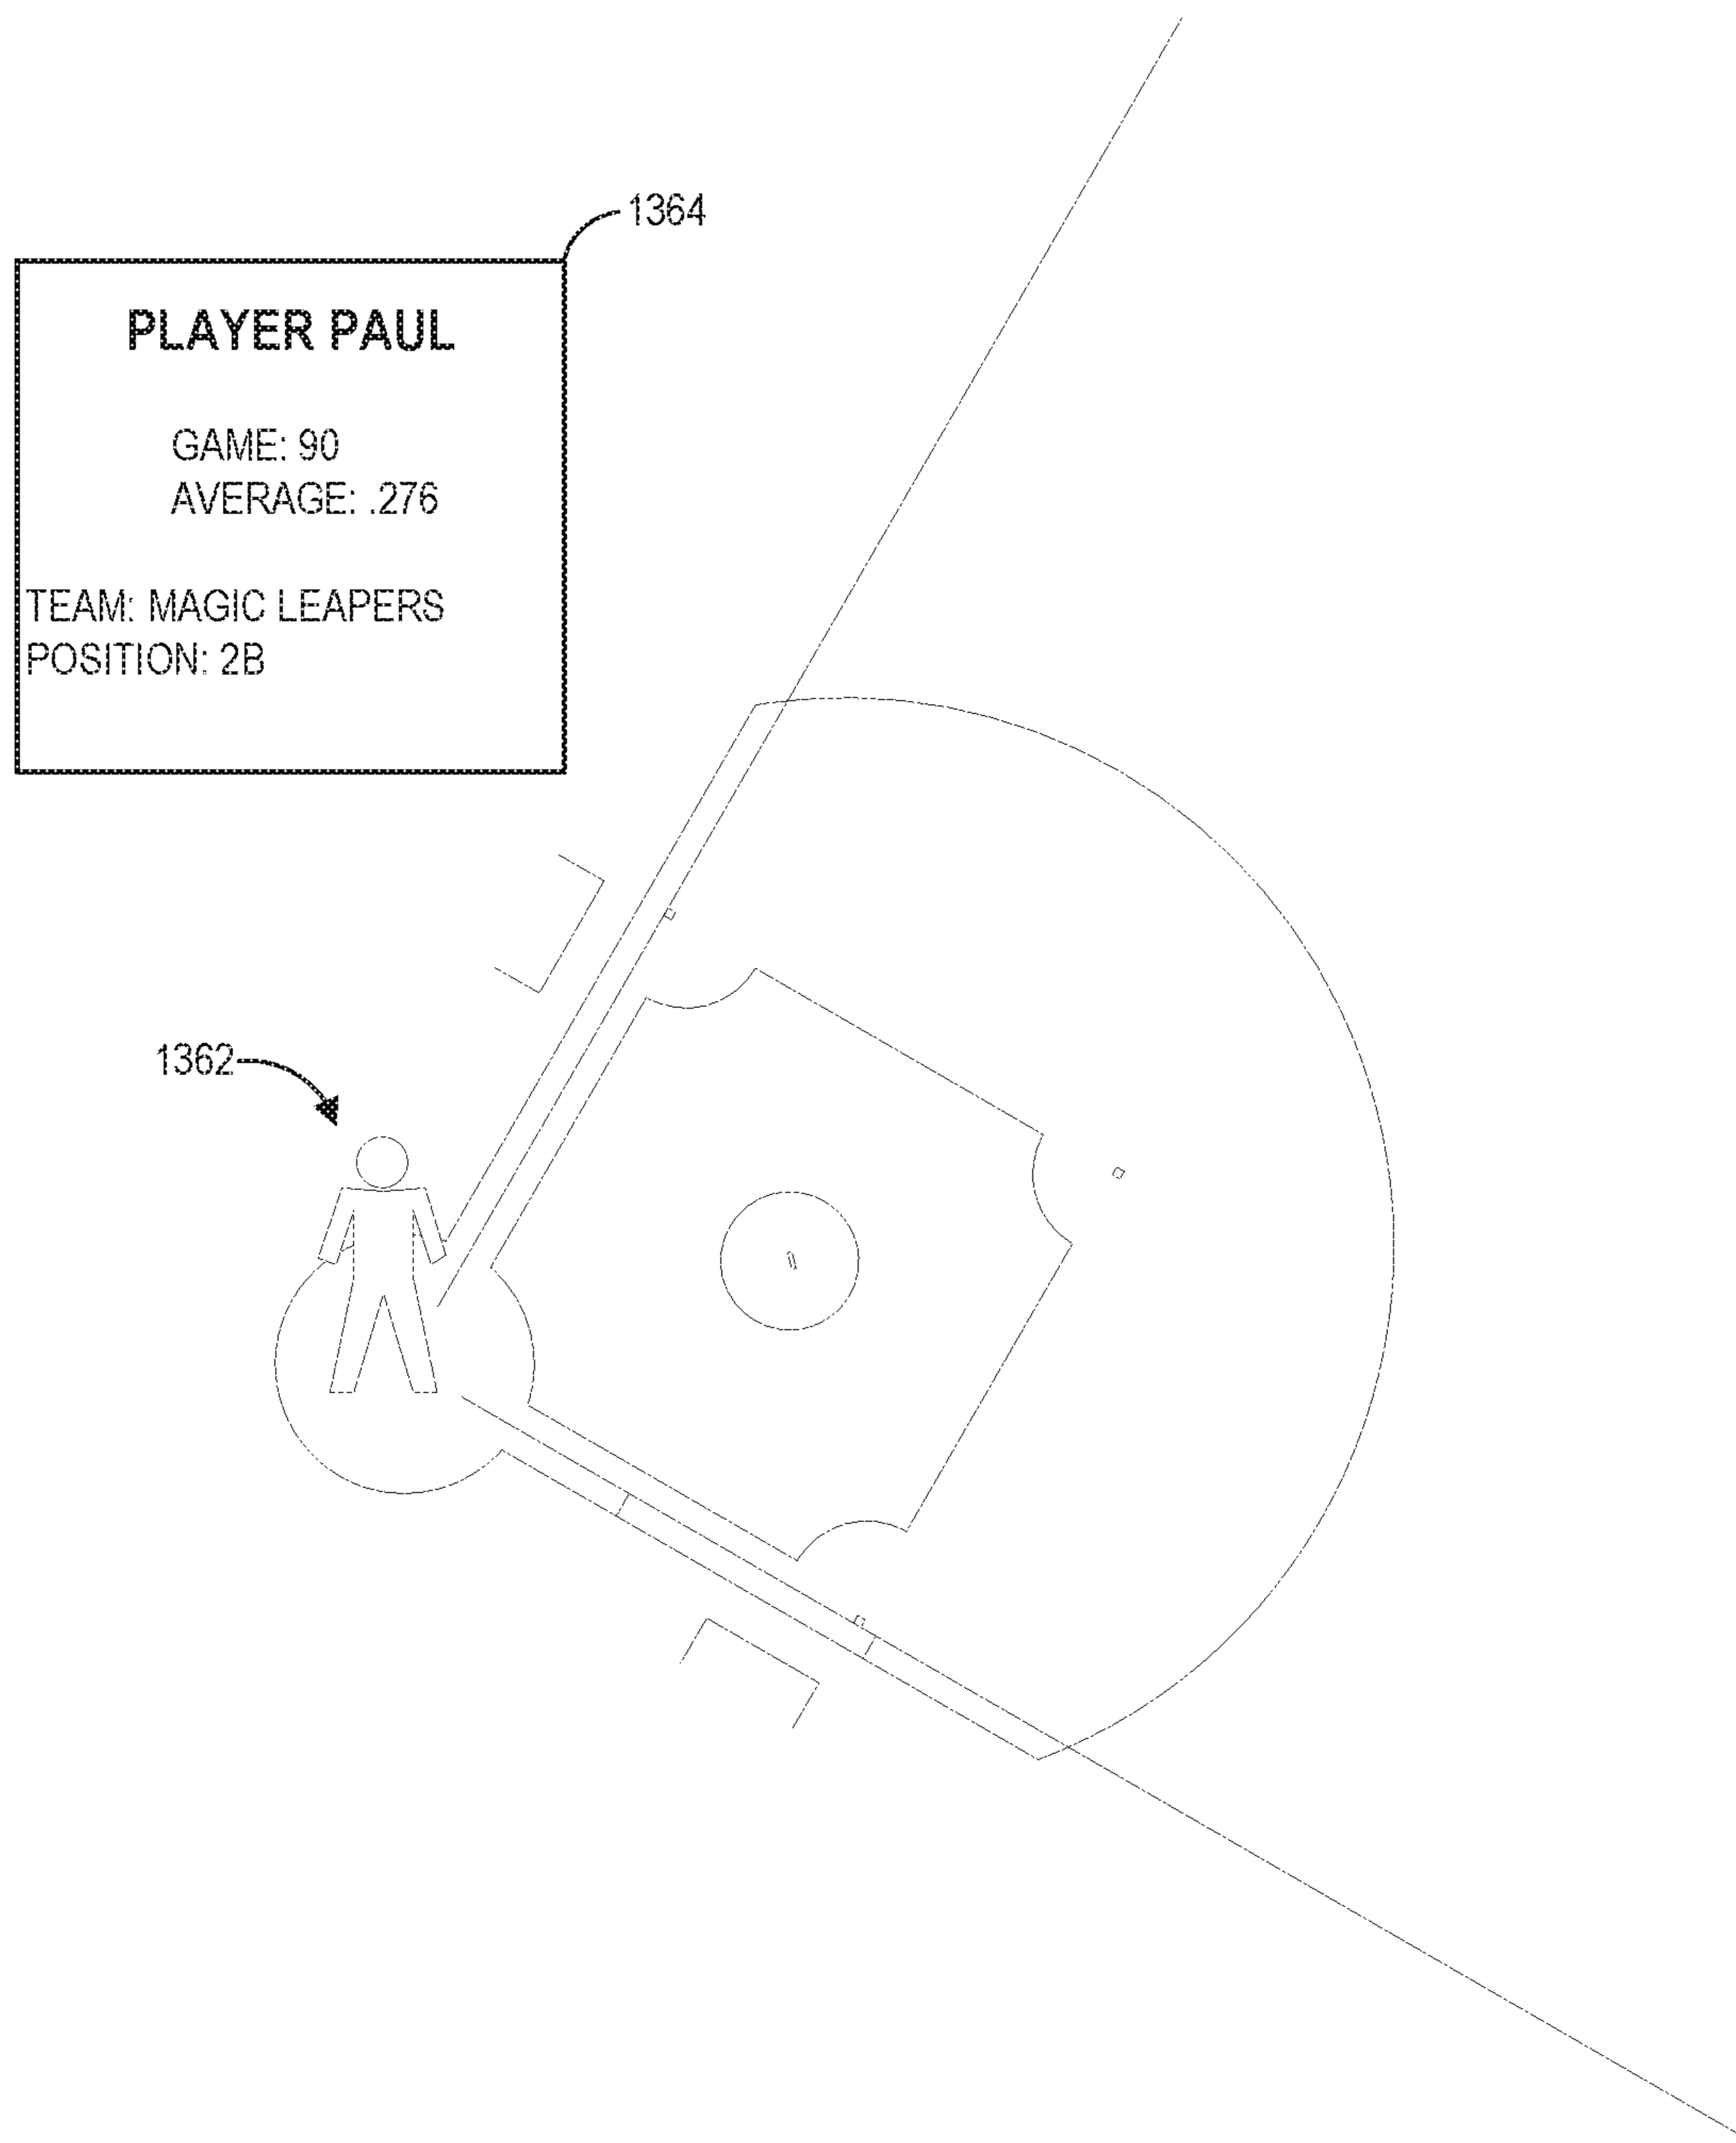 1364
PLAYER PAUL
GAME: 90
AVERAGE: .276
TEAM: MAGIC LEAPERS
POSITION: 2B
1362